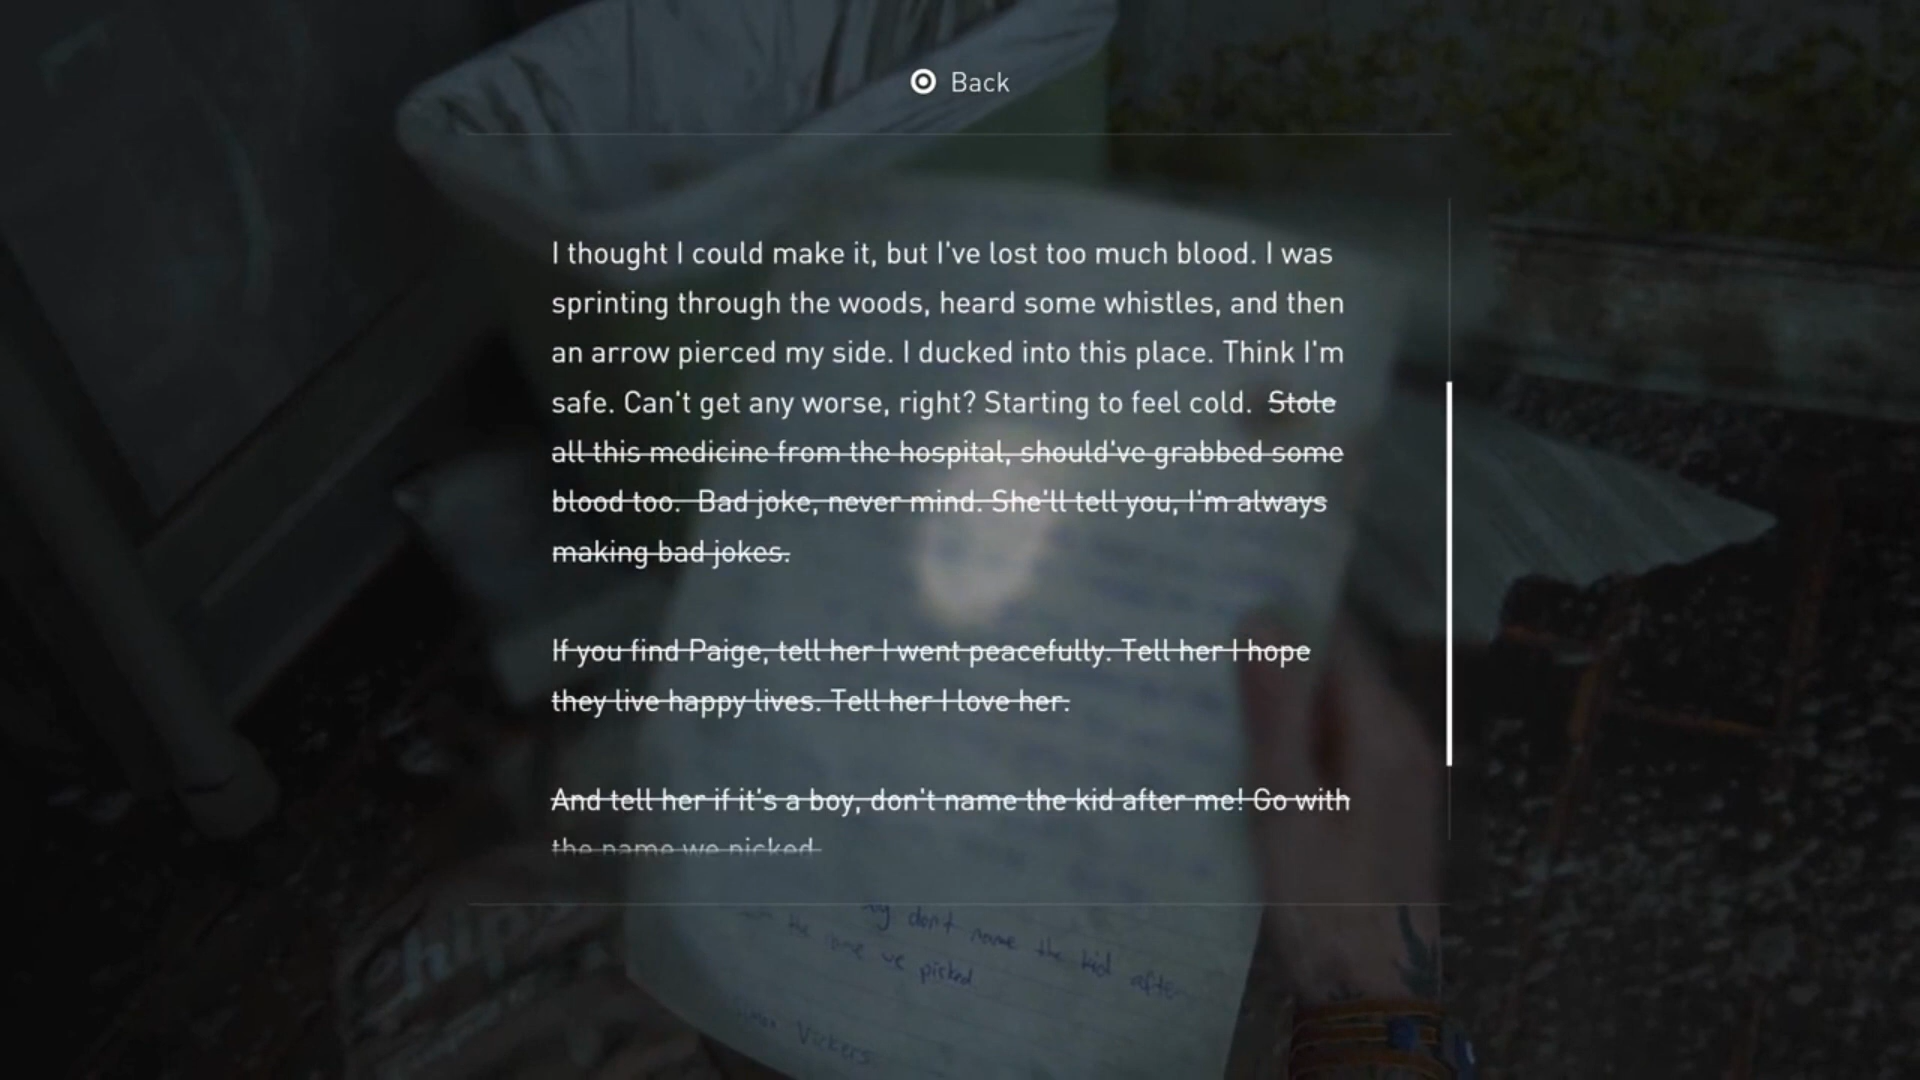 Back
I thought I could make it, but I've lost too much blood. I was
sprinting through the woods, heard some whistles, and then
an arrow pierced my side. I ducked into this place. Think I'm
safe. Can't get any worse, right? Starting to feel cold. Stole
all this medicine from the hospital, should've grabbed some
blood too. Bad joke, never mind. She'll tell you, I'm always
making bad jokes.
If you find Paige, tell her I went peacefully. Tell her I hope
they live happy lives. Tell her I love her.
And tell her if it's a boy, don't name the kid after me! Go with
the name we picked
don't name the kid after
the one we picked
Vickers
chips